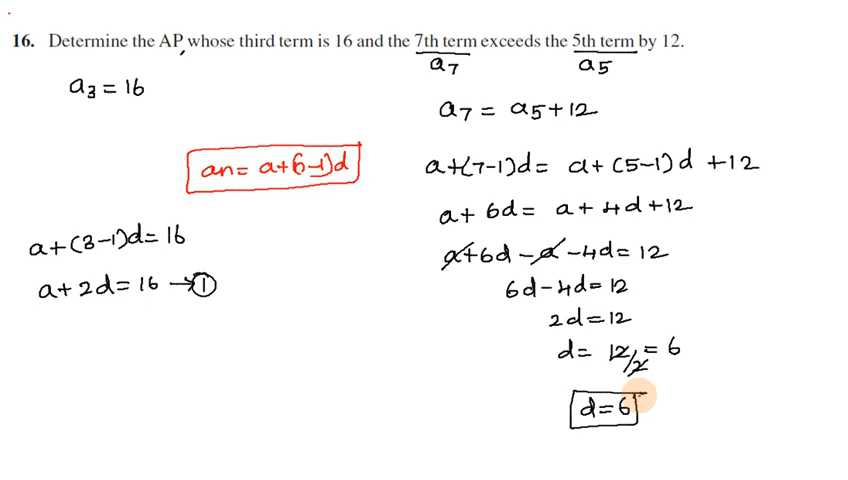 16. Determine the AP whose third term is 16 and the 7th term exceeds the 5th term by 12.
a7 a5
a3 = 16
a7 = a5 + 12
an = a + (n-1)d
a + (7-1)d = a + (5-1)d + 12
a + 6d = a + 4d + 12
a + (3-1)d = 16
a + 6d - a - 4d = 12
a + 2d = 16 → ①
6d - 4d = 12
2d = 12
d = 12/2 = 6
d = 6